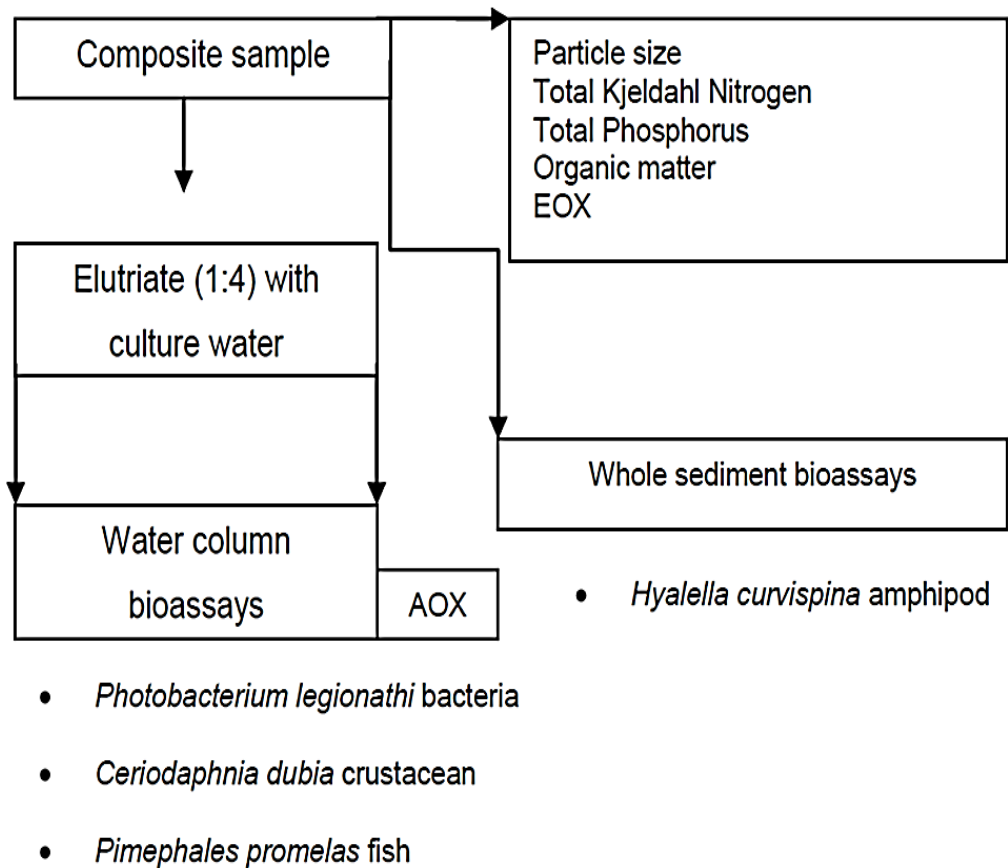 Composite sample
Particle size
Total Kjeldahl Nitrogen
Total Phosphorus
Organic matter
EOX
Elutriate (1:4) with
culture water
Whole sediment bioassays
Water column
bioassays
AOX
• Hyalella curvispina amphipod
• Photobacterium legionathi bacteria
• Ceriodaphnia dubia crustacean
• Pimephales promelas fish